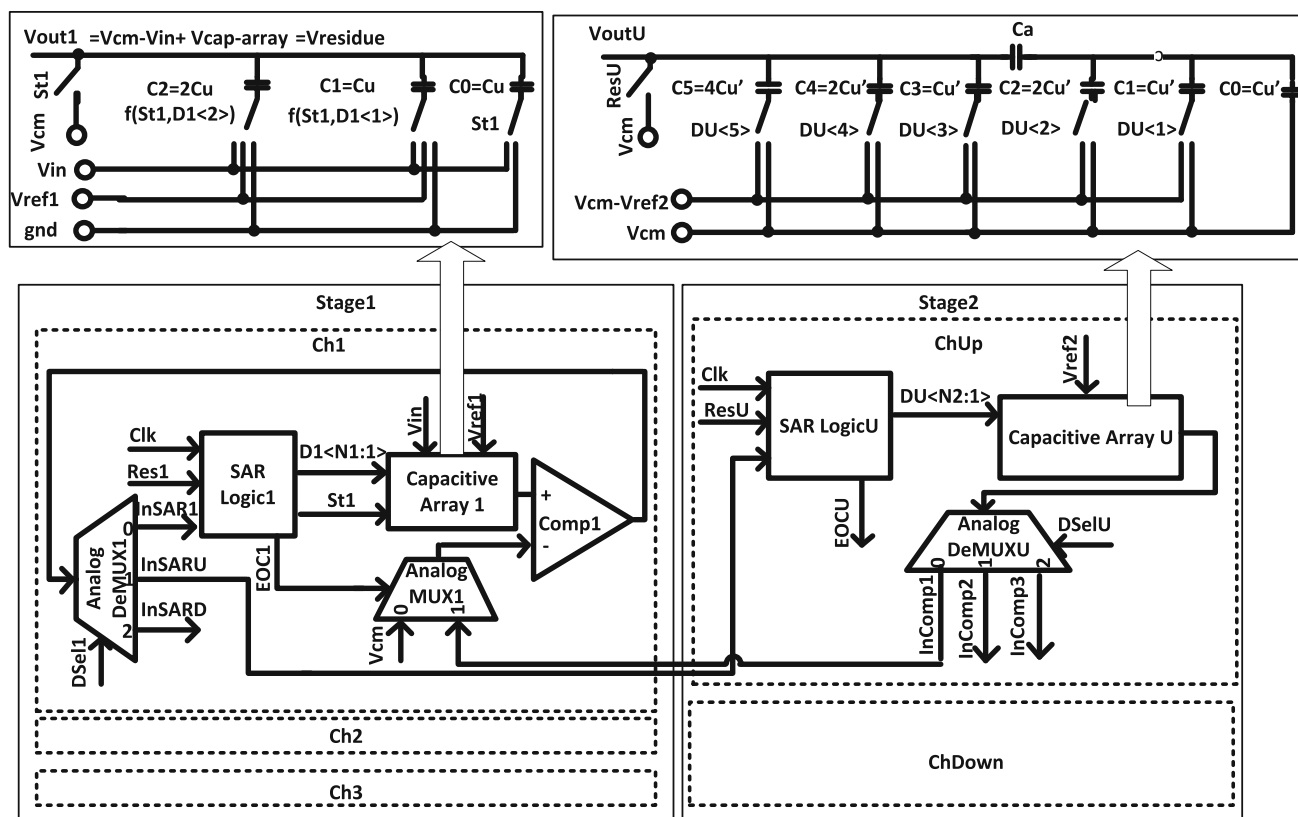 Vout1 =Vcm-Vin+ Vcap-array =Vresidue
St1
Vcm
C2=2Cu
f(St1,D1<2>)
C1=Cu
f(St1,D1<1>)
C0=Cu
St1
Vin
Vref1
gnd
VoutU
Ca
ResU
Vcm
C5=4Cu'
C4=2Cu'
C3=Cu'
C2=2Cu'
C1=Cu'
C0=Cu'
DU<5>
DU<4>
DU<3>
DU<2>
DU<1>
Vcm-Vref2
Vcm
Stage1
Ch1
Clk
Res1
SAR
Logic1
D1<N1:1>
St1
Vin
Vref1
Capacitive
Array 1
+
Comp1
-
InSAR1
InSARU
InSARD
Analog
DeMUX1
0
1
2
DSel1
EOC1
Analog
MUX1
0
1
Vcm
Ch2
Ch3
Stage2
ChUp
Clk
ResU
SAR LogicU
DU<N2:1>
Vref2
Capacitive Array U
EOCU
Analog
DeMUXU
0
1
2
DSelU
InComp1
InComp2
InComp3
ChDown